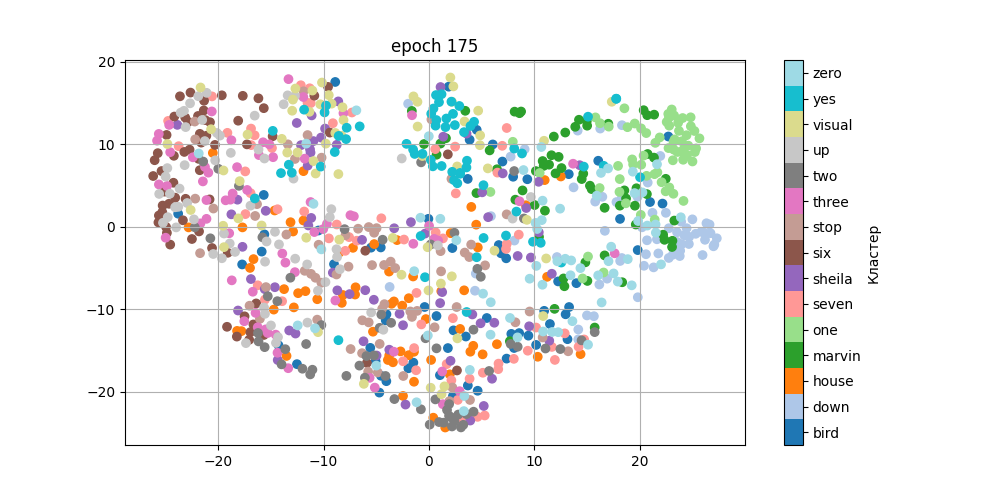 epoch 175
20
10
0
−10
−20
−20
−10
0
10
20
zero
yes
visual
up
two
three
stop
six
sheila
seven
one
marvin
house
down
bird
Кластер